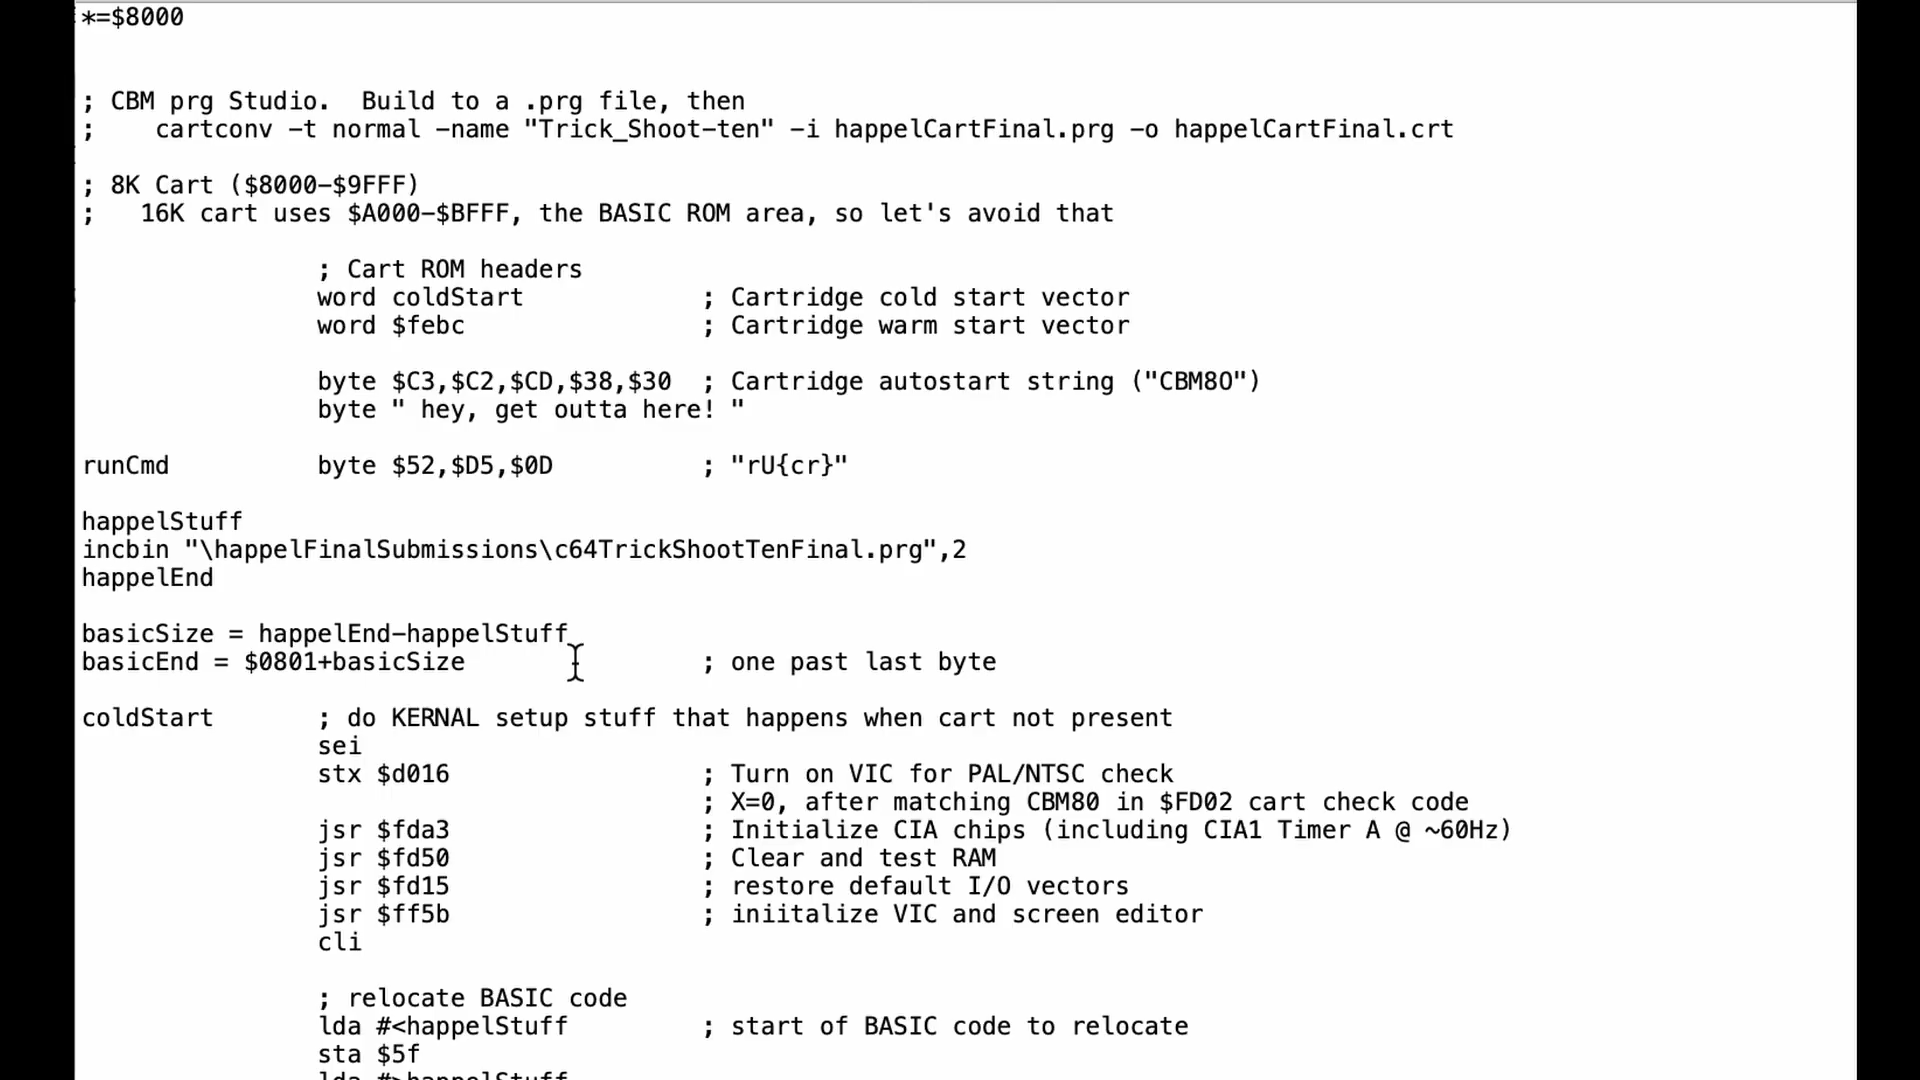 *=$8000
; CBM prg Studio.  Build to a .prg file, then
;    cartconv -t normal -name "Trick_Shoot-ten" -i happelCartFinal.prg -o happelCartFinal.crt
; 8K Cart ($8000-$9FFF)
;   16K cart uses $A000-$BFFF, the BASIC ROM area, so let's avoid that
; Cart ROM headers
word coldStart ; Cartridge cold start vector
word $febc ; Cartridge warm start vector
byte $C3,$C2,$CD,$38,$30 ; Cartridge autostart string ("CBM8O")
byte " hey, get outta here! "
runCmd byte $52,$D5,$0D ; "rU{cr}"
happelStuff
incbin "\happelFinalSubmissions\c64TrickShootTenFinal.prg",2
happelEnd
basicSize = happelEnd-happelStuff
basicEnd = $0801+basicSize ; one past last byte
coldStart ; do KERNAL setup stuff that happens when cart not present
sei
stx $d016 ; Turn on VIC for PAL/NTSC check
; X=0, after matching CBM80 in $FD02 cart check code
jsr $fda3 ; Initialize CIA chips (including CIA1 Timer A @ ~60Hz)
jsr $fd50 ; Clear and test RAM
jsr $fd15 ; restore default I/O vectors
jsr $ff5b ; iniitalize VIC and screen editor
cli
; relocate BASIC code
lda #<happelStuff ; start of BASIC code to relocate
sta $5f
lda #>happelStuff